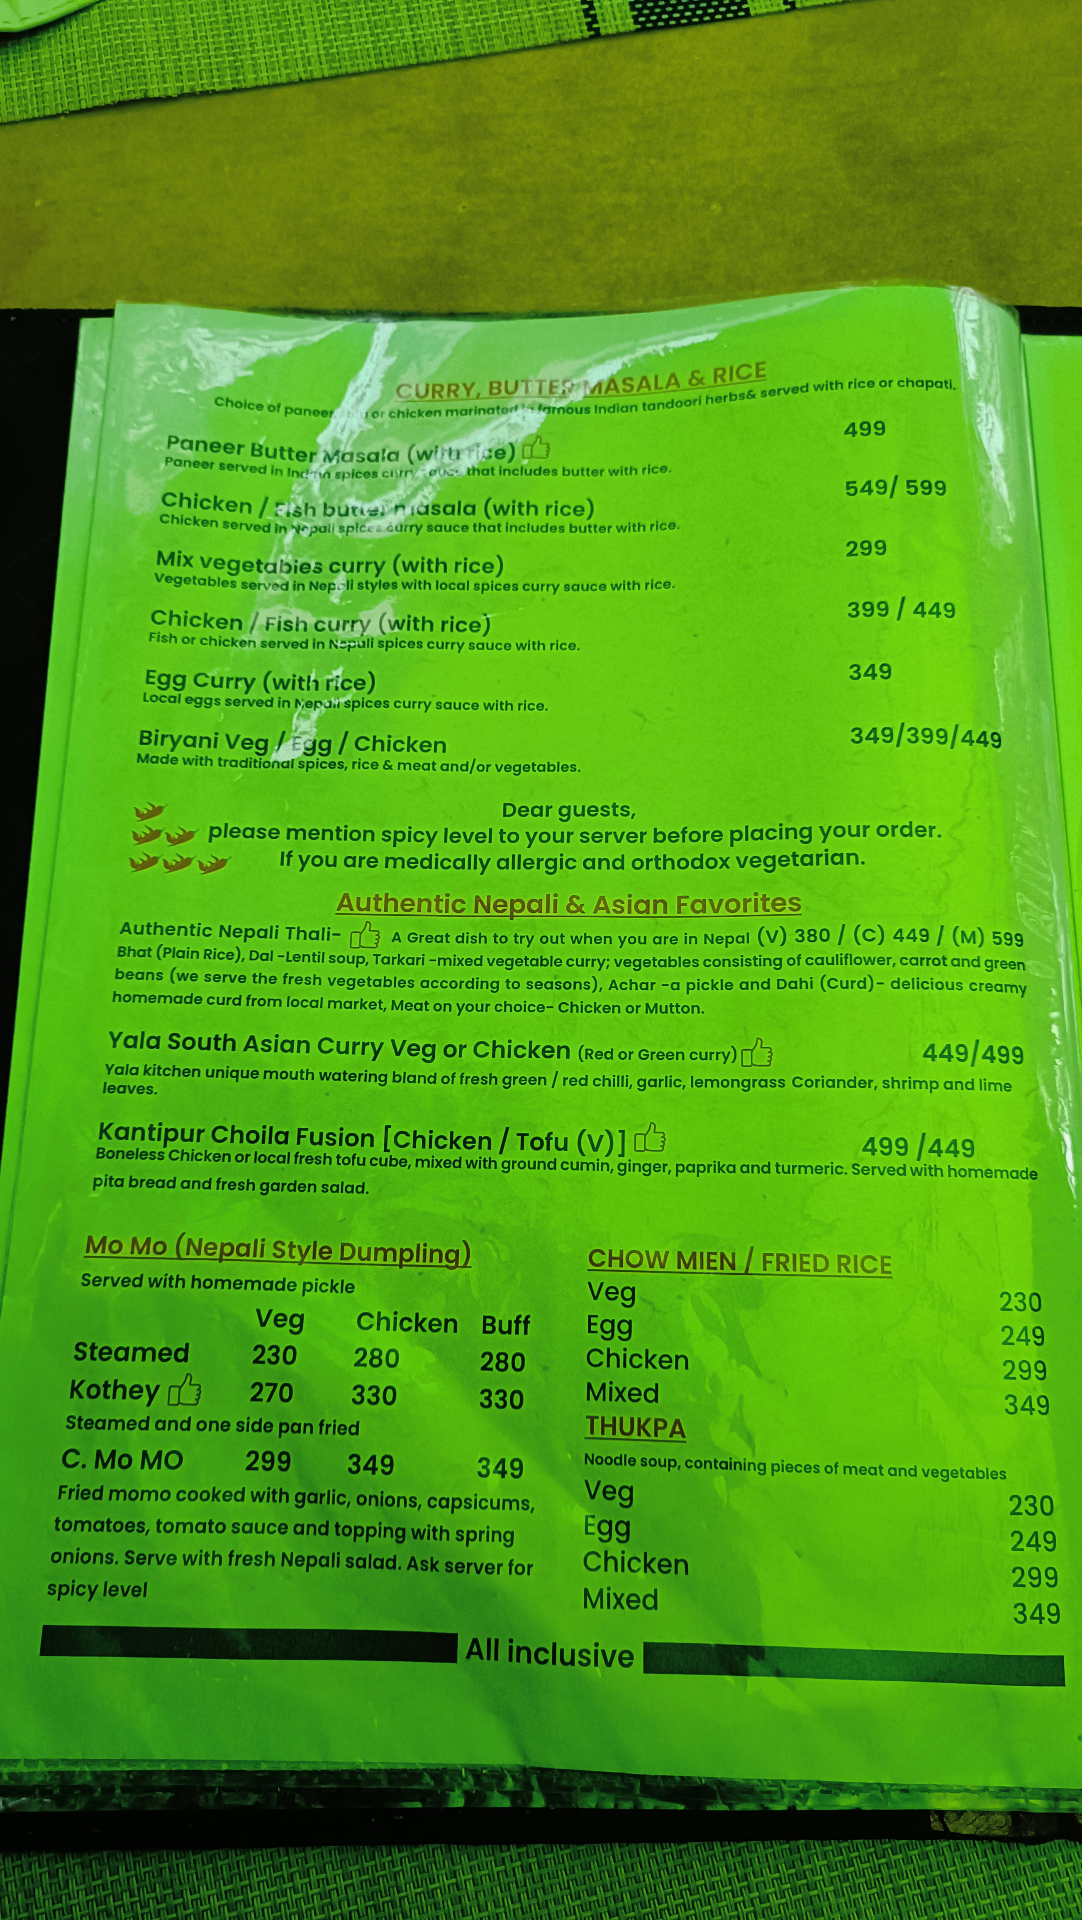 CURRY, BUTTER MASALA & RICE
Choice of paneer, or chicken marinated famous Indian tandoori herbs& served with rice or chapati.
Paneer Butter Masala (with rice) 499
Paneer served in Indian spices curry sauce that includes butter with rice.
Chicken / Fish butter masala (with rice) 549/ 599
Chicken served in Nepali spices curry sauce that includes butter with rice.
Mix vegetables curry (with rice) 299
Vegetables served in Nepali styles with local spices curry sauce with rice.
Chicken / Fish curry (with rice) 399 / 449
Fish or chicken served in Nepali spices curry sauce with rice.
Egg Curry (with rice) 349
Local eggs served in Nepali spices curry sauce with rice.
Biryani Veg / Egg / Chicken 349/399/449
Made with traditional spices, rice & meat and/or vegetables.
Dear guests,
please mention spicy level to your server before placing your order.
If you are medically allergic and orthodox vegetarian.
Authentic Nepali & Asian Favorites
Authentic Nepali Thali- A Great dish to try out when you are in Nepal (V) 380 / (C) 449 / (M) 599
Bhat (Plain Rice), Dal -Lentil soup, Tarkari -mixed vegetable curry; vegetables consisting of cauliflower, carrot and green
beans (we serve the fresh vegetables according to seasons), Achar -a pickle and Dahi (Curd)- delicious creamy
homemade curd from local market, Meat on your choice- Chicken or Mutton.
Yala South Asian Curry Veg or Chicken (Red or Green curry) 449/499
Yala kitchen unique mouth watering bland of fresh green / red chilli, garlic, lemongrass Coriander, shrimp and lime
leaves.
Kantipur Choila Fusion [Chicken / Tofu (V)] 499 /449
Boneless Chicken or local fresh tofu cube, mixed with ground cumin, ginger, paprika and turmeric. Served with homemade
pita bread and fresh garden salad.
Mo Mo (Nepali Style Dumpling)
Served with homemade pickle
Veg Chicken Buff
Steamed 230 280 280
Kothey 270 330 330
Steamed and one side pan fried
C. Mo MO 299 349 349
Fried momo cooked with garlic, onions, capsicums,
tomatoes, tomato sauce and topping with spring
onions. Serve with fresh Nepali salad. Ask server for
spicy level
CHOW MIEN / FRIED RICE
Veg 230
Egg 249
Chicken 299
Mixed 349
THUKPA
Noodle soup, containing pieces of meat and vegetables
Veg 230
Egg 249
Chicken 299
Mixed 349
All inclusive